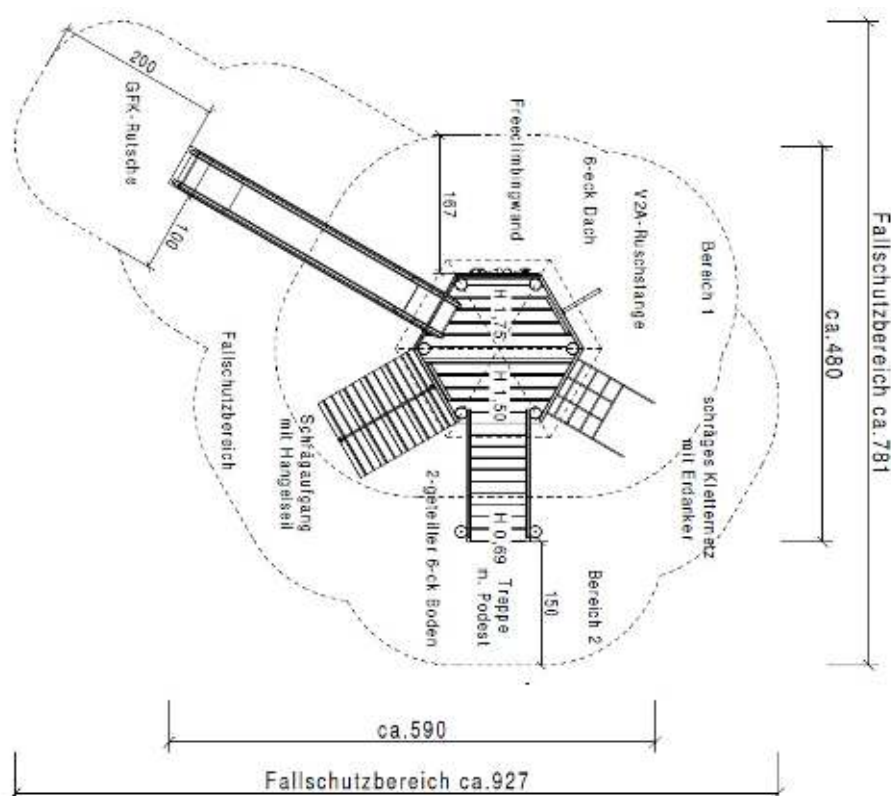 200
GFK-Rutsche
100
167
Freeclimbingwand
6-eck Dach
V2A-Ruschstange
Bereich 1
Fallschutzbereich ca.781
ca.480
H 1,75
H 1,50
Fallschutzbereich
Schrägaufgang
mit Hangelseil
2-geteilter 6-ck Boden
H 0,69
Treppe
m. Podest
150
Bereich 2
schräges Kletternetz
mit Erdanker
ca.590
Fallschutzbereich ca.927